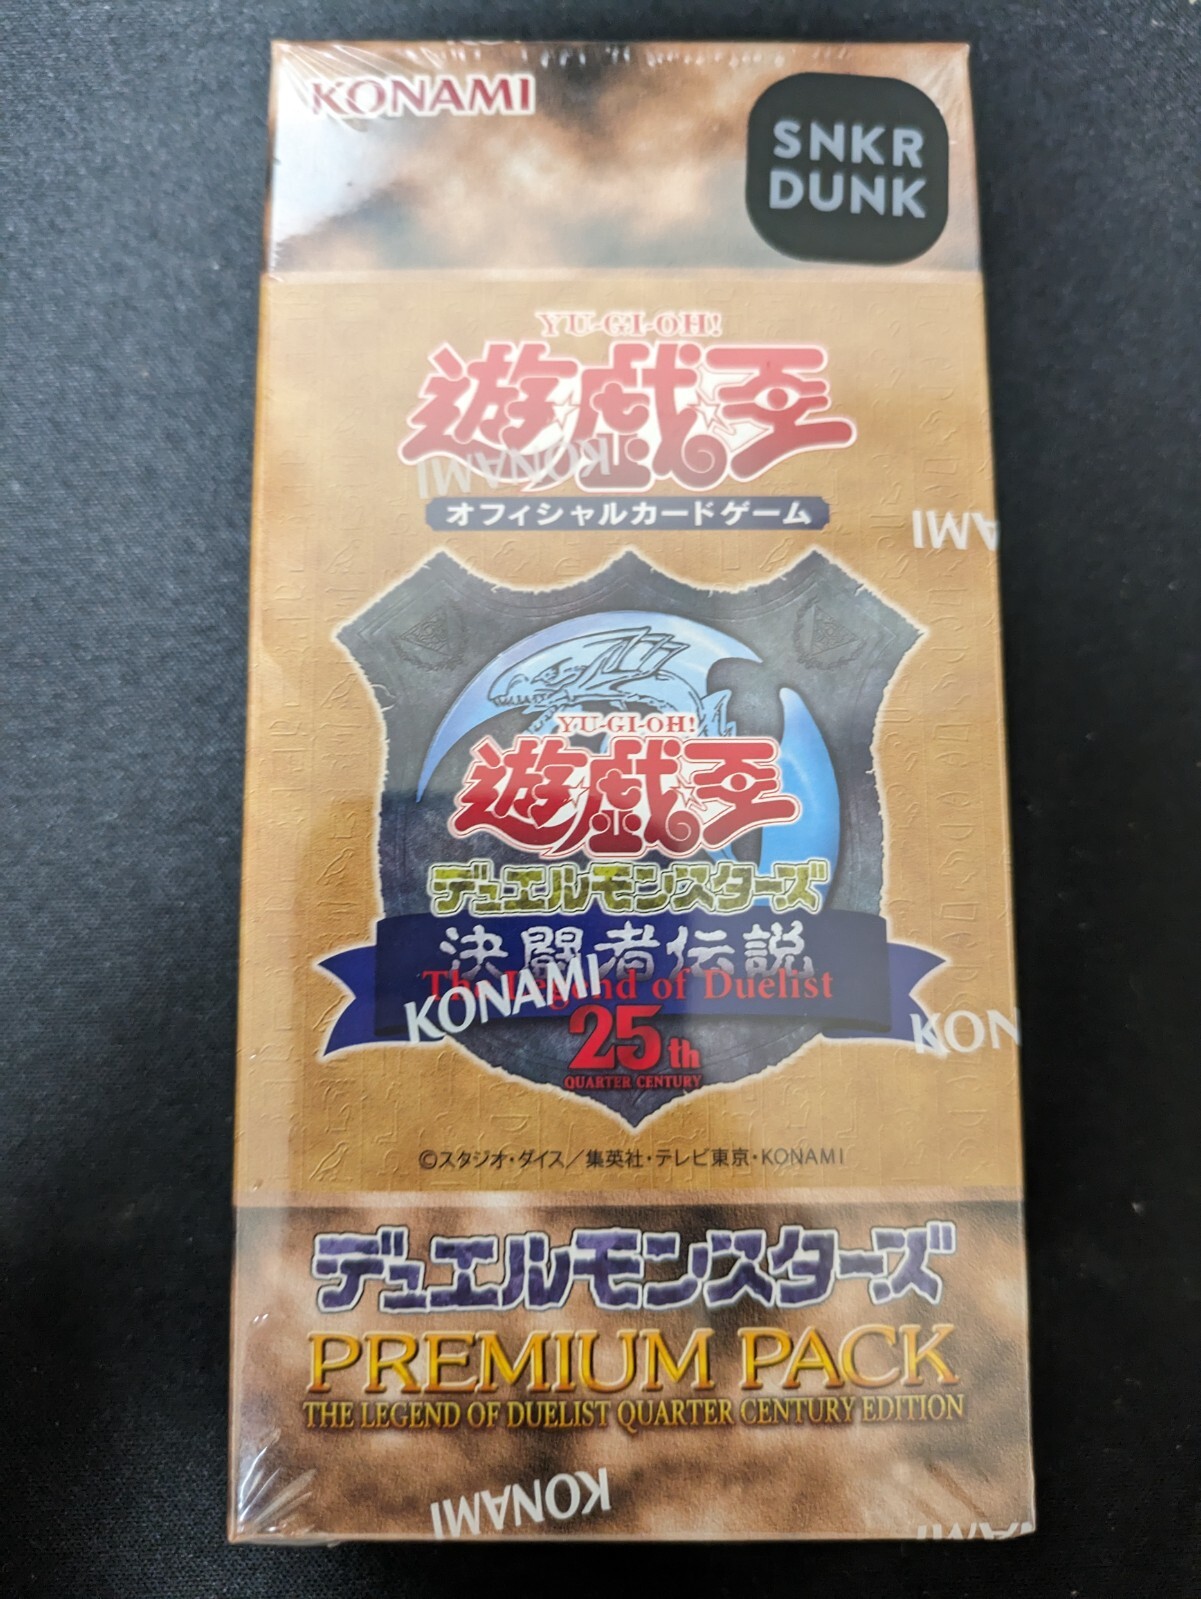 KONAMI
SNKR
DUNK
YU-GI-OH!
遊戯王
KONAMI
KONAMI
オフィシャルカードゲーム
AMI
YU-GI-OH!
遊戯王
デュエルモンスターズ
決闘者伝説
The Legend of Duelist
KONAMI
KON
25th
QUARTER CENTURY
©スタジオ・ダイス／集英社・テレビ東京・KONAMI
デュエルモンスターズ
PREMIUM PACK
THE LEGEND OF DUELIST QUARTER CENTURY EDITION
KONAMI